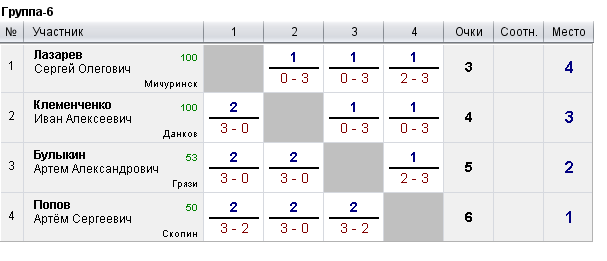 Группа-6
№ Участник 1 2 3 4 Очки Соотн. Место
1 Лазарев 100 1 1 1 3 4
Сергей Олегович 0 - 3 0 - 3 2 - 3
Мичуринск
2 Клеменченко 100 2 1 1 4 3
Иван Алексеевич 3 - 0 0 - 3 0 - 3
Данков
3 Булыкин 53 2 2 1 5 2
Артем Александрович 3 - 0 3 - 0 2 - 3
Грязи
4 Попов 50 2 2 2 6 1
Артём Сергеевич 3 - 2 3 - 0 3 - 2
Скопин